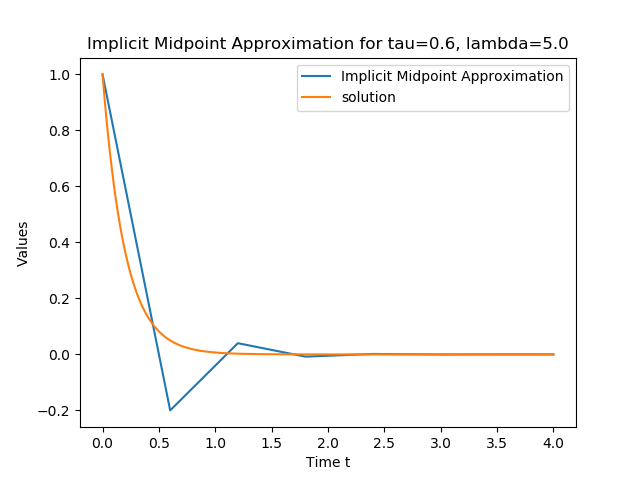 Implicit Midpoint Approximation for tau=0.6, lambda=5.0
Implicit Midpoint Approximation
solution
1.0
0.8
0.6
0.4
0.2
0.0
−0.2
Values
0.0 0.5 1.0 1.5 2.0 2.5 3.0 3.5 4.0
Time t